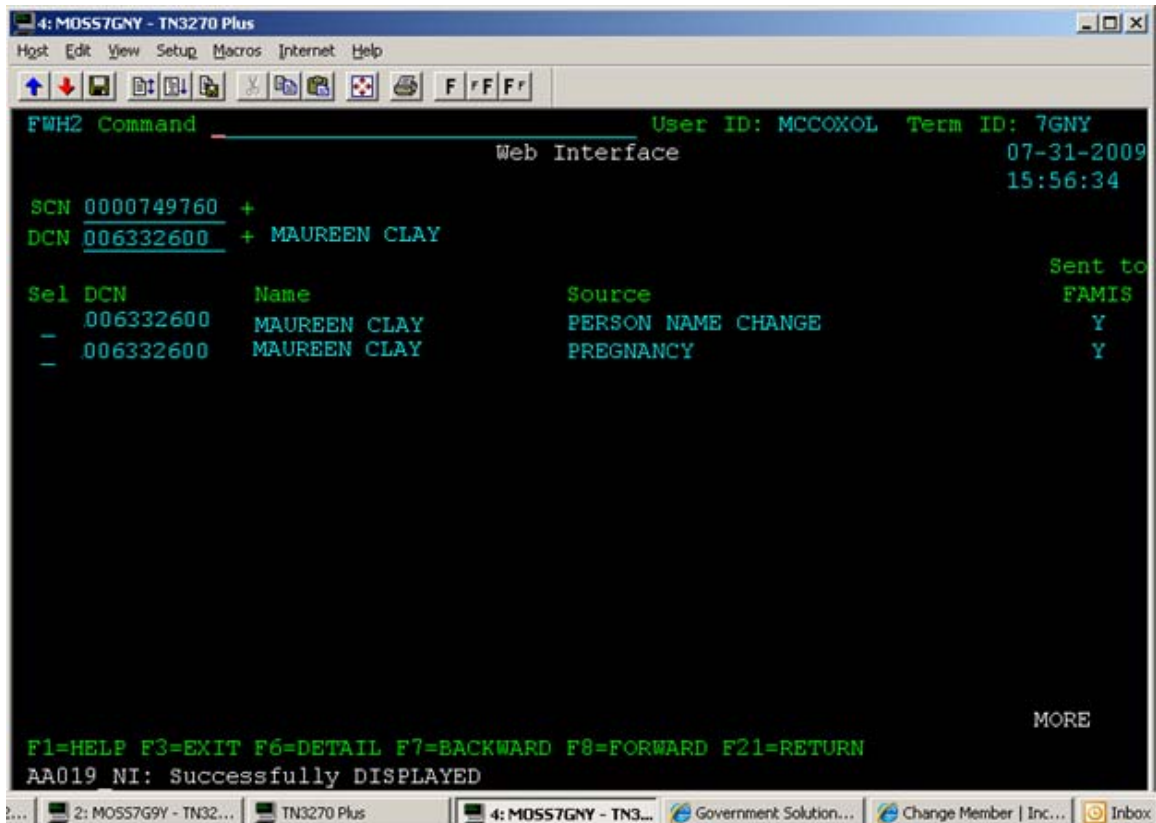 4: MOSS7GNY - TN3270 Plus
Host Edit View Setup Macros Internet Help
F rF Fr
FWH2 Command _ User ID: MCCOXOL Term ID: 7GNY
Web Interface 07-31-2009
15:56:34
SCN 0000749760 +
DCN 006332600 + MAUREEN CLAY
Sent to
Sel DCN Name Source FAMIS
_ 006332600 MAUREEN CLAY PERSON NAME CHANGE Y
_ 006332600 MAUREEN CLAY PREGNANCY Y
MORE
F1=HELP F3=EXIT F6=DETAIL F7=BACKWARD F8=FORWARD F21=RETURN
AA019 NI: Successfully DISPLAYED
2... 2: MOSS7G9Y - TN32... TN3270 Plus 4: MOSS7GNY - TN3... Government Solution... Change Member | Inc... Inbox